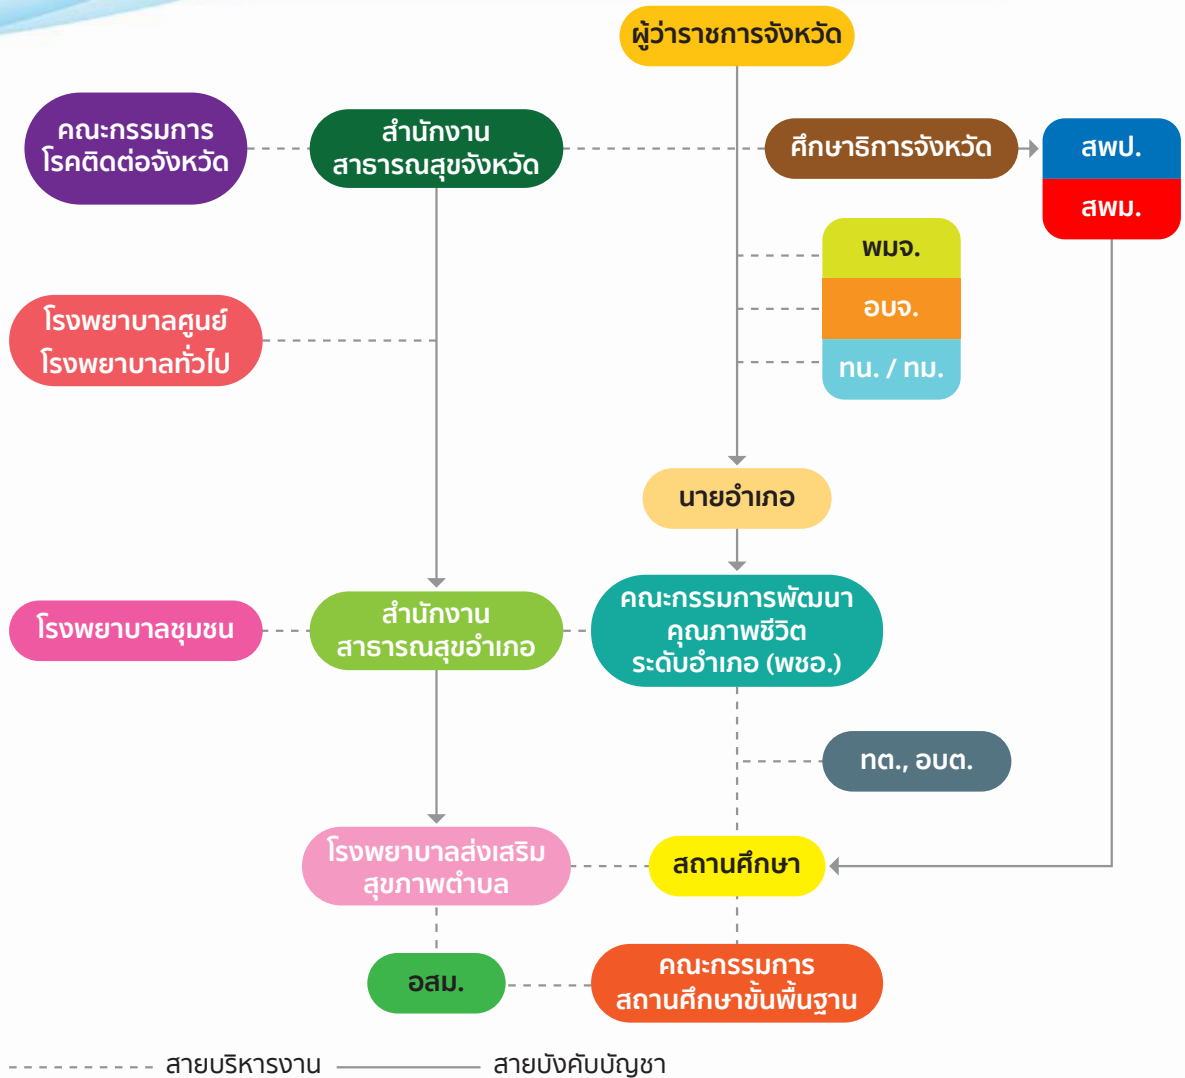 ผู้ว่าราชการจังหวัด
คณะกรรมการ
โรคติดต่อจังหวัด
สำนักงาน
สาธารณสุขจังหวัด
ศึกษาธิการจังหวัด
สพป.
สพม.
พมจ.
อบจ.
ทน. / ทม.
โรงพยาบาลศูนย์
โรงพยาบาลทั่วไป
นายอำเภอ
โรงพยาบาลชุมชน
สำนักงาน
สาธารณสุขอำเภอ
คณะกรรมการพัฒนา
คุณภาพชีวิต
ระดับอำเภอ (พชอ.)
ทต., อบต.
โรงพยาบาลส่งเสริม
สุขภาพตำบล
สถานศึกษา
อสม.
คณะกรรมการ
สถานศึกษาขั้นพื้นฐาน
สายบริหารงาน
สายบังคับบัญชา